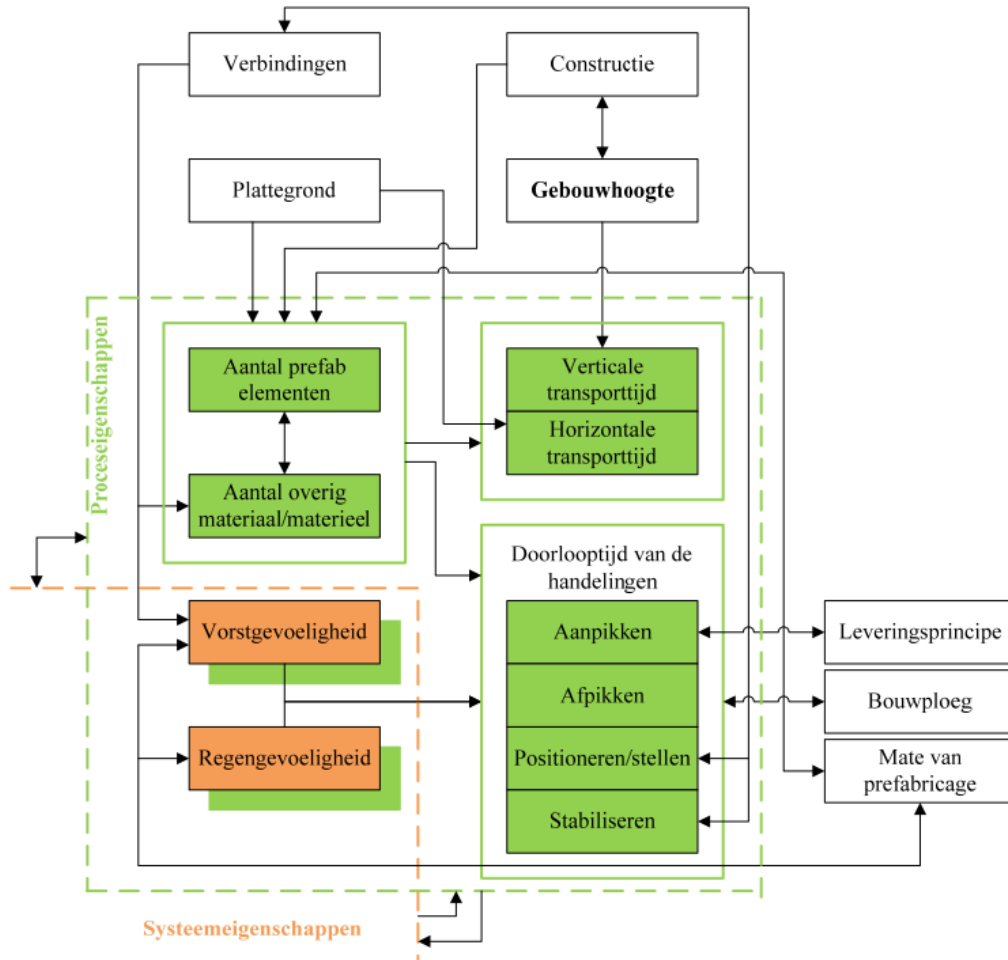 Verbindingen
Constructie
Plattegrond
Gebouwhoogte
Proceseigenschappen
Aantal prefab
elementen
Aantal overig
materiaal/materieel
Verticale
transporttijd
Horizontale
transporttijd
Doorlooptijd van de
handelingen
Aanpikken
Afpikken
Positioneren/stellen
Stabiliseren
Vorstgevoeligheid
Regengevoeligheid
Leveringsprincipe
Bouwploeg
Mate van
prefabricage
Systeemeigenschappen